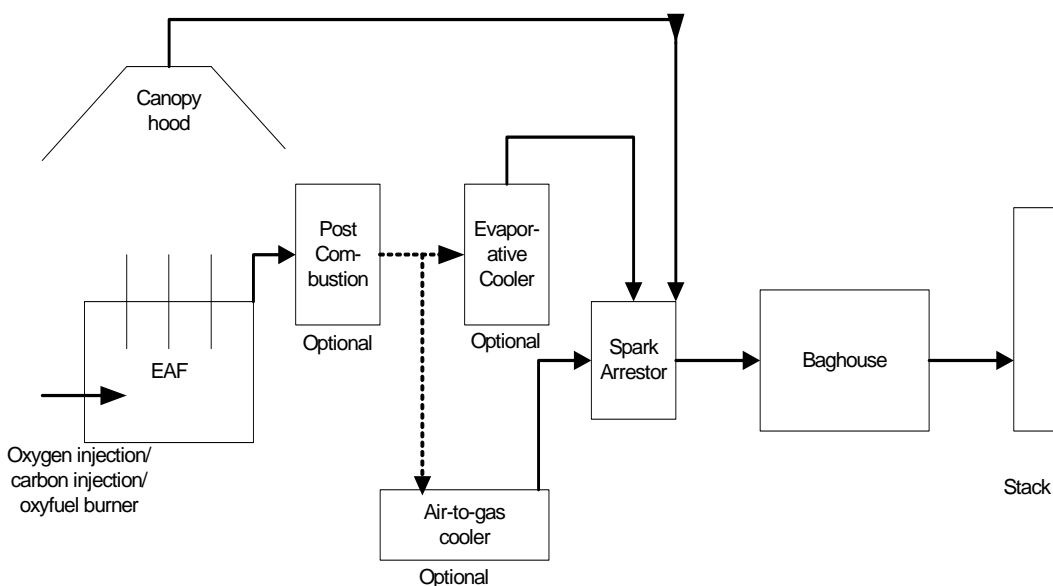 Canopy
hood
Post
Com-
bustion
Optional
Evapor-
ative
Cooler
Optional
EAF
Spark
Arrestor
Baghouse
Oxygen injection/
carbon injection/
oxyfuel burner
Stack
Air-to-gas
cooler
Optional